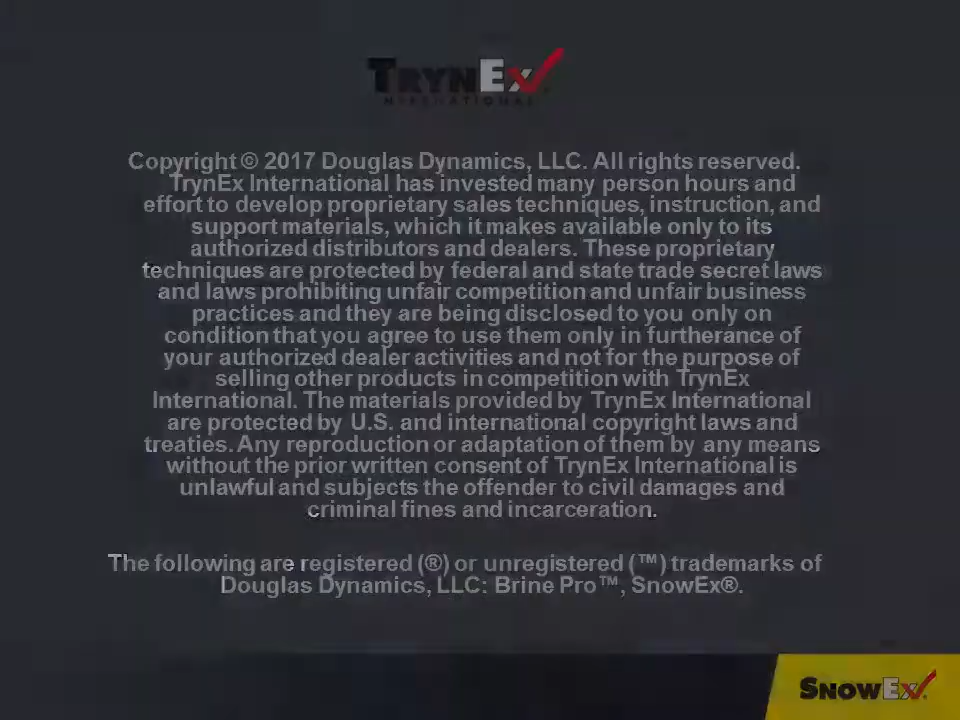 TRYNEX
INTERNATIONAL
Copyright © 2017 Douglas Dynamics, LLC. All rights reserved.
TrynEx International has invested many person hours and
effort to develop proprietary sales techniques, instruction, and
support materials, which it makes available only to its
authorized distributors and dealers. These proprietary
techniques are protected by federal and state trade secret laws
and laws prohibiting unfair competition and unfair business
practices and they are being disclosed to you only on
condition that you agree to use them only in furtherance of
your authorized dealer activities and not for the purpose of
selling other products in competition with TrynEx
International. The materials provided by TrynEx International
are protected by U.S. and international copyright laws and
treaties. Any reproduction or adaptation of them by any means
without the prior written consent of TrynEx International is
unlawful and subjects the offender to civil damages and
criminal fines and incarceration.
The following are registered (®) or unregistered (™) trademarks of
Douglas Dynamics, LLC: Brine Pro™, SnowEx®.
SNOWEX